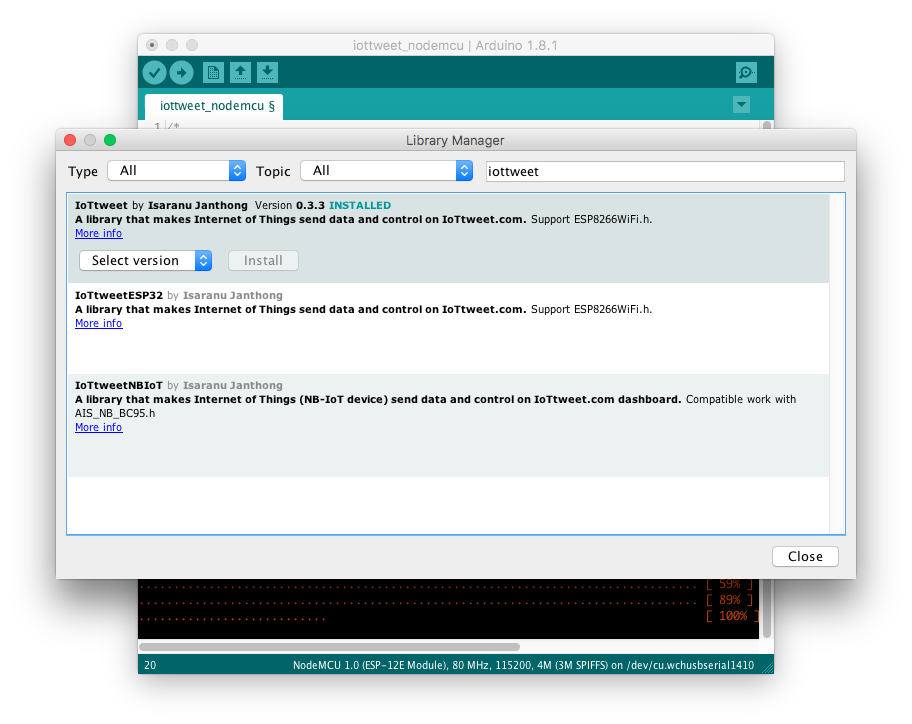 iottweet_nodemcu | Arduino 1.8.1
iottweet_nodemcu §
1 /*
Library Manager
Type All Topic All iottweet
IoTtweet by Isaranu Janthong Version 0.3.3 INSTALLED
A library that makes Internet of Things send data and control on IoTtweet.com. Support ESP8266WiFi.h.
More info
Select version Install
IoTtweetESP32 by Isaranu Janthong
A library that makes Internet of Things send data and control on IoTtweet.com. Support ESP8266WiFi.h.
More info
IoTtweetNBIoT by Isaranu Janthong
A library that makes Internet of Things (NB-IoT device) send data and control on IoTtweet.com dashboard. Compatible work with
AIS_NB_BC95.h
More info
Close
................................................................................ [ 59% ]
................................................................................ [ 89% ]
........................... [ 100% ]
20 NodeMCU 1.0 (ESP-12E Module), 80 MHz, 115200, 4M (3M SPIFFS) on /dev/cu.wchusbserial1410